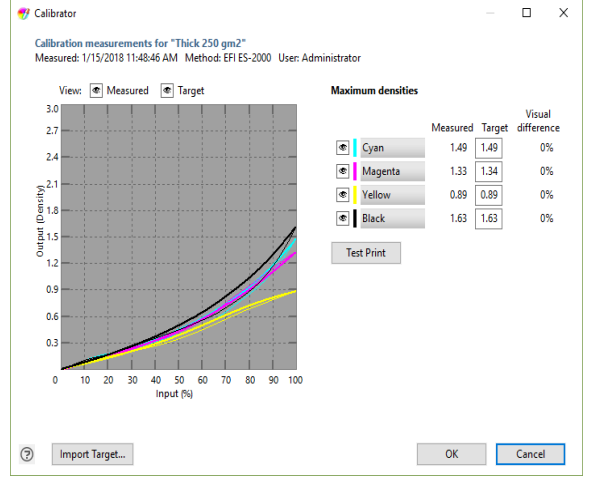 Calibrator
Calibration measurements for "Thick 250 gm2"
Measured: 1/15/2018 11:48:46 AM Method: EFI ES-2000 User: Administrator
View: Measured Target
Maximum densities
Measured Target Visual difference
Cyan 1.49 1.49 0%
Magenta 1.33 1.34 0%
Yellow 0.89 0.89 0%
Black 1.63 1.63 0%
Test Print
Output (Density)
3.0
2.7
2.4
2.1
1.8
1.5
1.2
0.9
0.6
0.3
0 10 20 30 40 50 60 70 80 90 100
Input (%)
? Import Target... OK Cancel